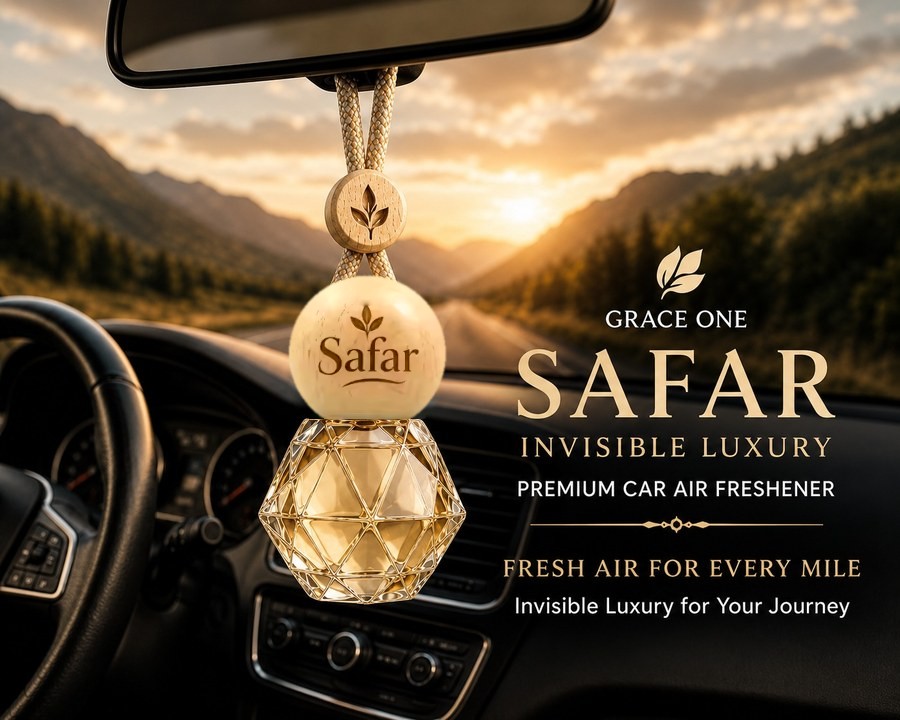 Safar
GRACE ONE
SAFAR
INVISIBLE LUXURY
PREMIUM CAR AIR FRESHENER
FRESH AIR FOR EVERY MILE
Invisible Luxury for Your Journey